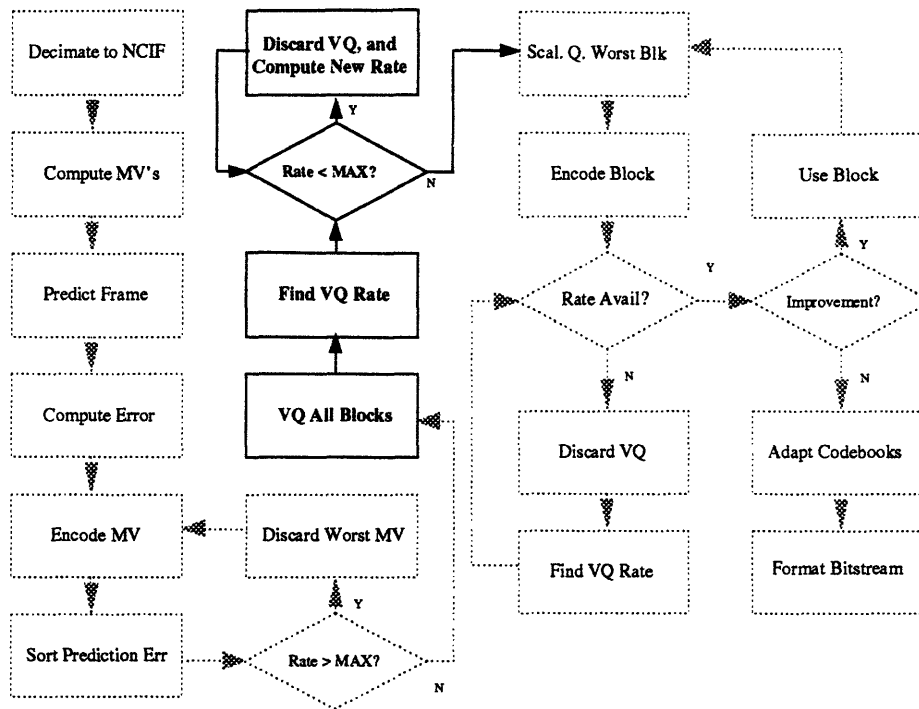 Decimate to NCIF
Compute MV's
Predict Frame
Compute Error
Encode MV
Sort Prediction Err
Discard Worst MV
Y
Rate > MAX?
N
Discard VQ, and
Compute New Rate
Y
Rate < MAX?
N
Find VQ Rate
VQ All Blocks
Scal. Q. Worst Blk
Encode Block
Rate Avail?
Y
N
Discard VQ
Find VQ Rate
Use Block
Y
Improvement?
N
Adapt Codebooks
Format Bitstream